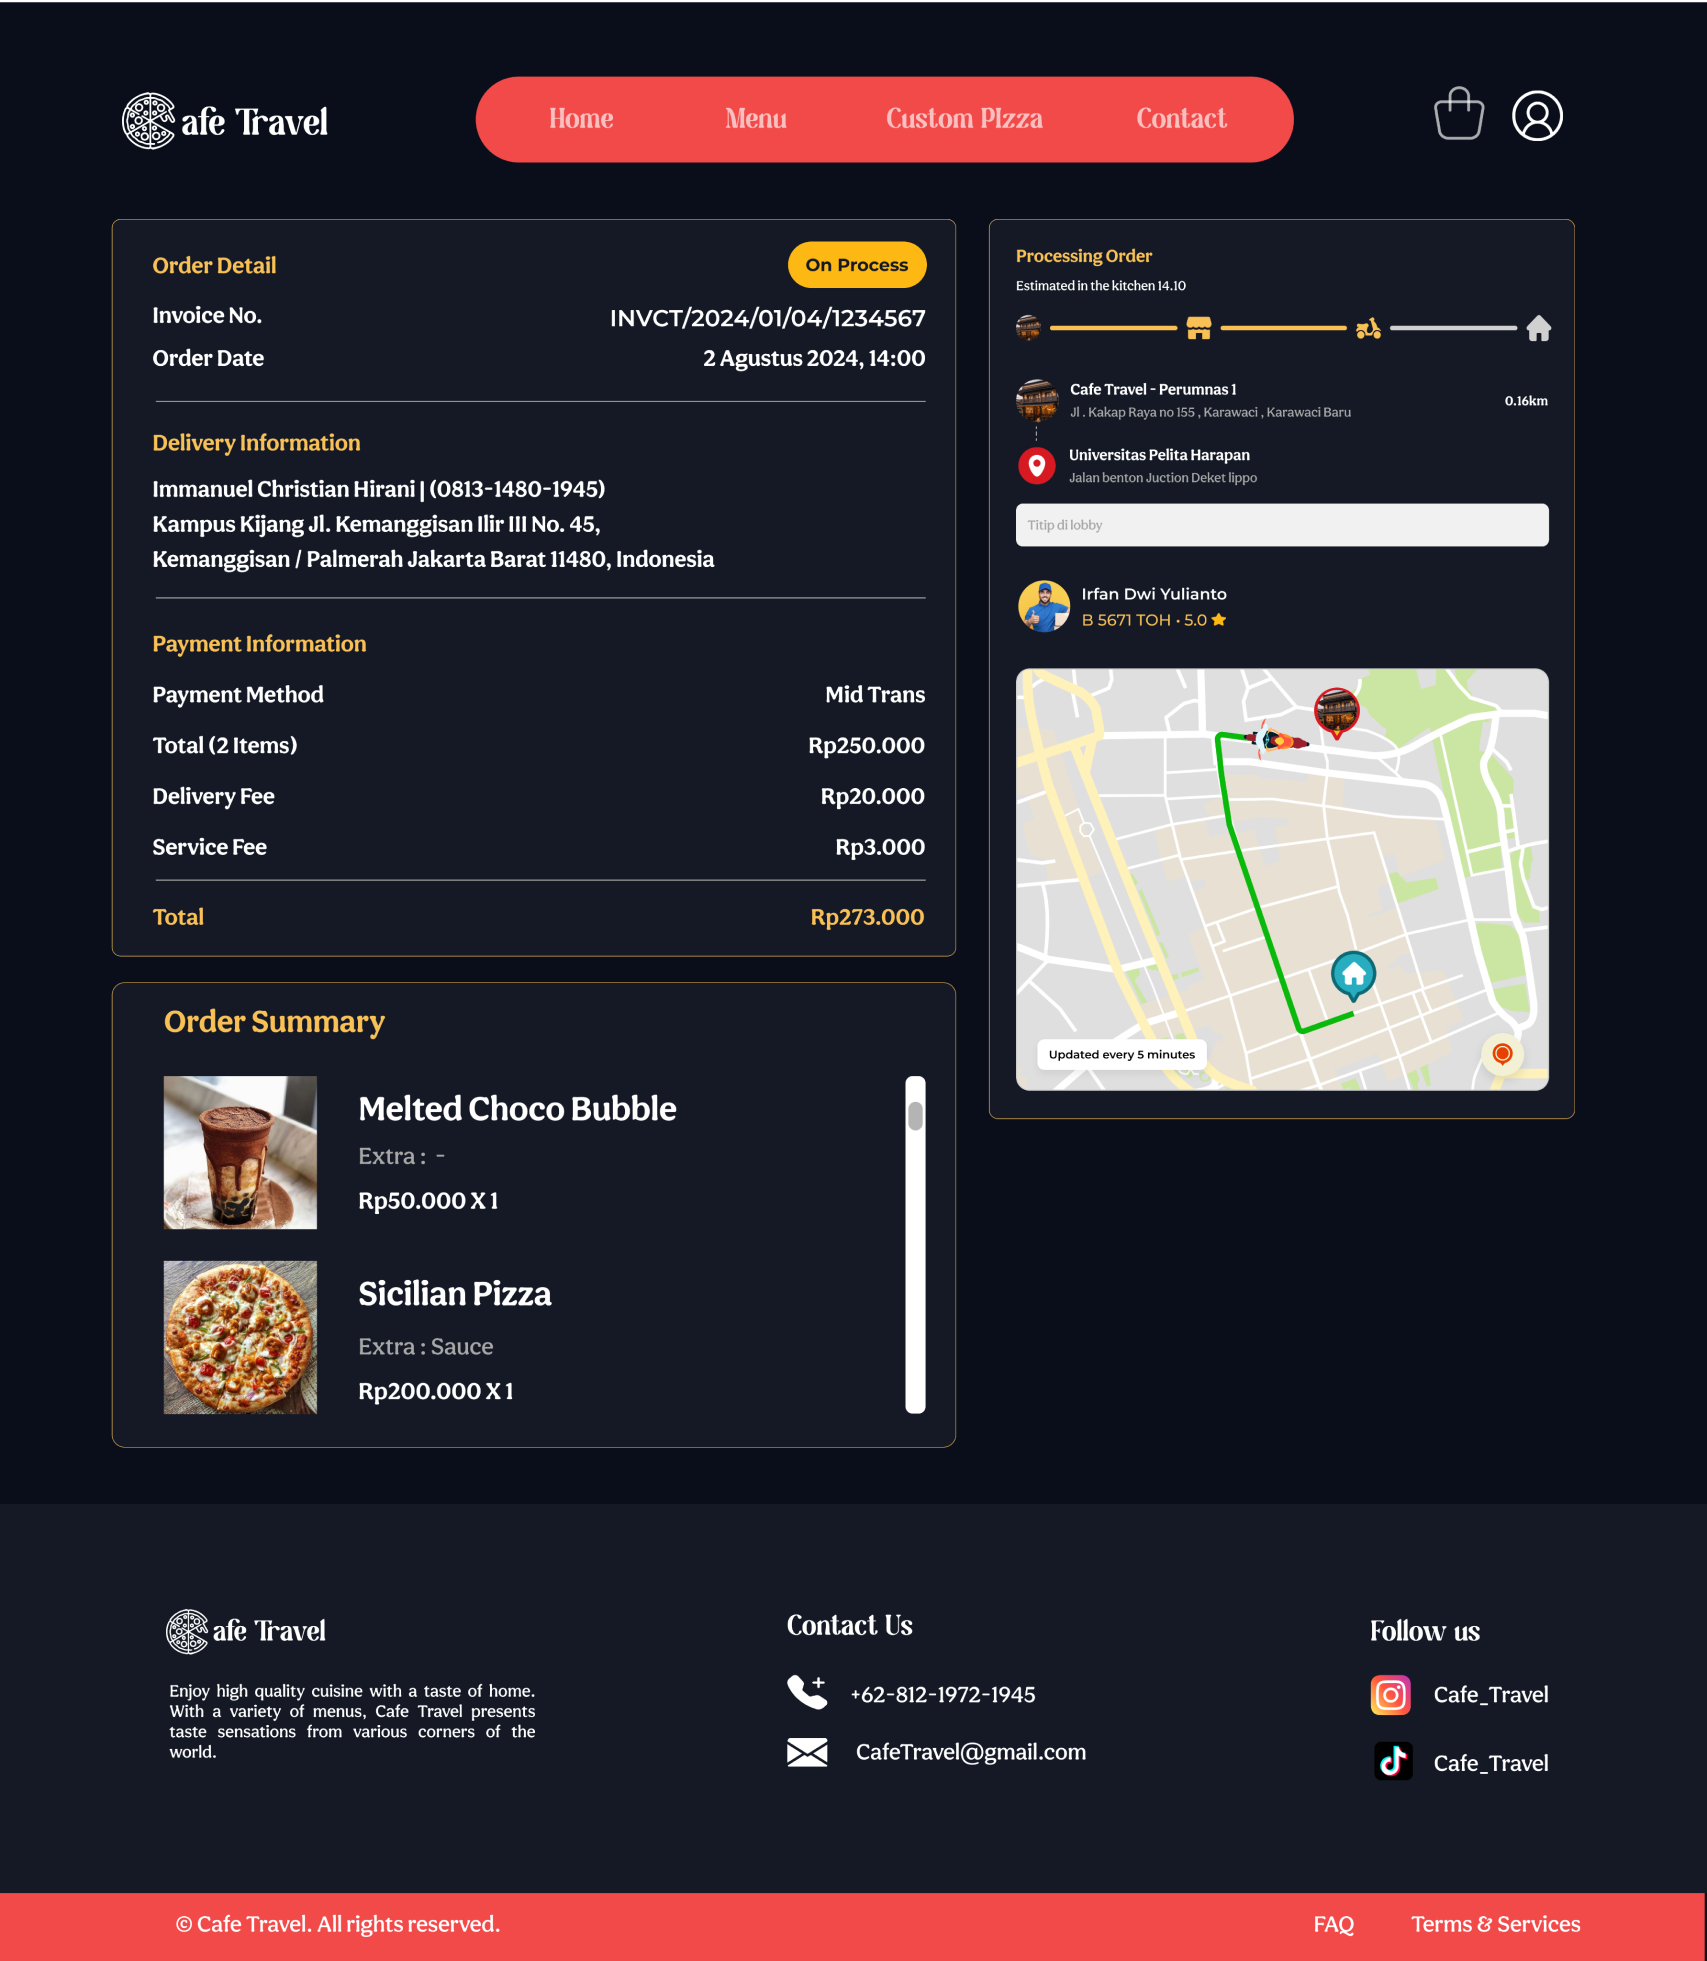 afe Travel
Home
Menu
Custom PIzza
Contact
Order Detail
On Process
Invoice No.
INVCT/2024/01/04/1234567
Order Date
2 Agustus 2024, 14:00
Delivery Information
Immanuel Christian Hirani | (0813-1480-1945)
Kampus Kijang Jl. Kemanggisan Ilir III No. 45,
Kemanggisan / Palmerah Jakarta Barat 11480, Indonesia
Payment Information
Payment Method
Mid Trans
Total (2 Items)
Rp250.000
Delivery Fee
Rp20.000
Service Fee
Rp3.000
Total
Rp273.000
Order Summary
Melted Choco Bubble
Extra : -
Rp50.000 X 1
Sicilian Pizza
Extra : Sauce
Rp200.000 X 1
Processing Order
Estimated in the kitchen 14.10
Cafe Travel - Perumnas 1
Jl . Kakap Raya no 155 , Karawaci , Karawaci Baru
0.16km
Universitas Pelita Harapan
Jalan benton Juction Deket lippo
Titip di lobby
Irfan Dwi Yulianto
B 5671 TOH • 5.0
Updated every 5 minutes
afe Travel
Enjoy high quality cuisine with a taste of home.
With a variety of menus, Cafe Travel presents
taste sensations from various corners of the
world.
Contact Us
+62-812-1972-1945
CafeTravel@gmail.com
Follow us
Cafe_Travel
Cafe_Travel
© Cafe Travel. All rights reserved.
FAQ
Terms & Services